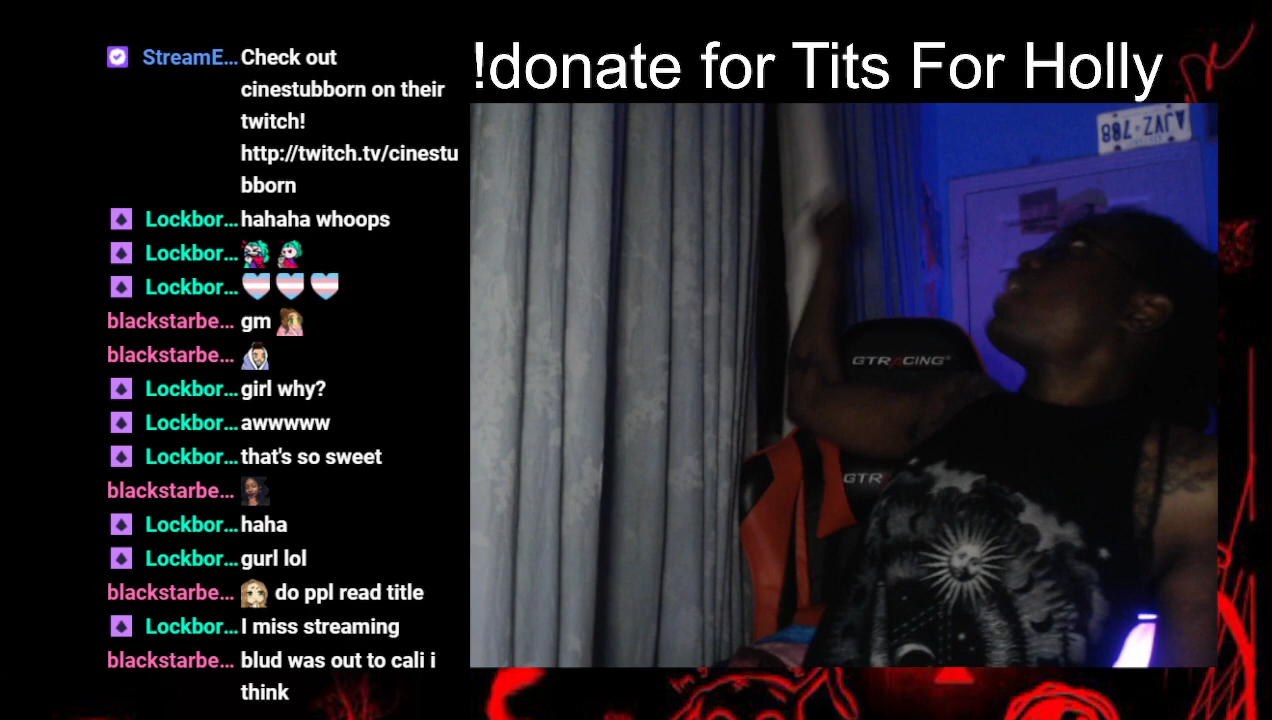 !donate for Tits For Holly
StreamE... Check out
cinestubborn on their
twitch!
http://twitch.tv/cinestu
bborn
Lockbor... hahaha whoops
Lockbor...
Lockbor...
blackstarbe... gm
blackstarbe...
Lockbor... girl why?
Lockbor... awwwww
Lockbor... that's so sweet
blackstarbe...
Lockbor... haha
Lockbor... gurl lol
blackstarbe... do ppl read title
Lockbor... I miss streaming
blackstarbe... blud was out to cali i
think
AJVZ·788
GTRACING
GTR